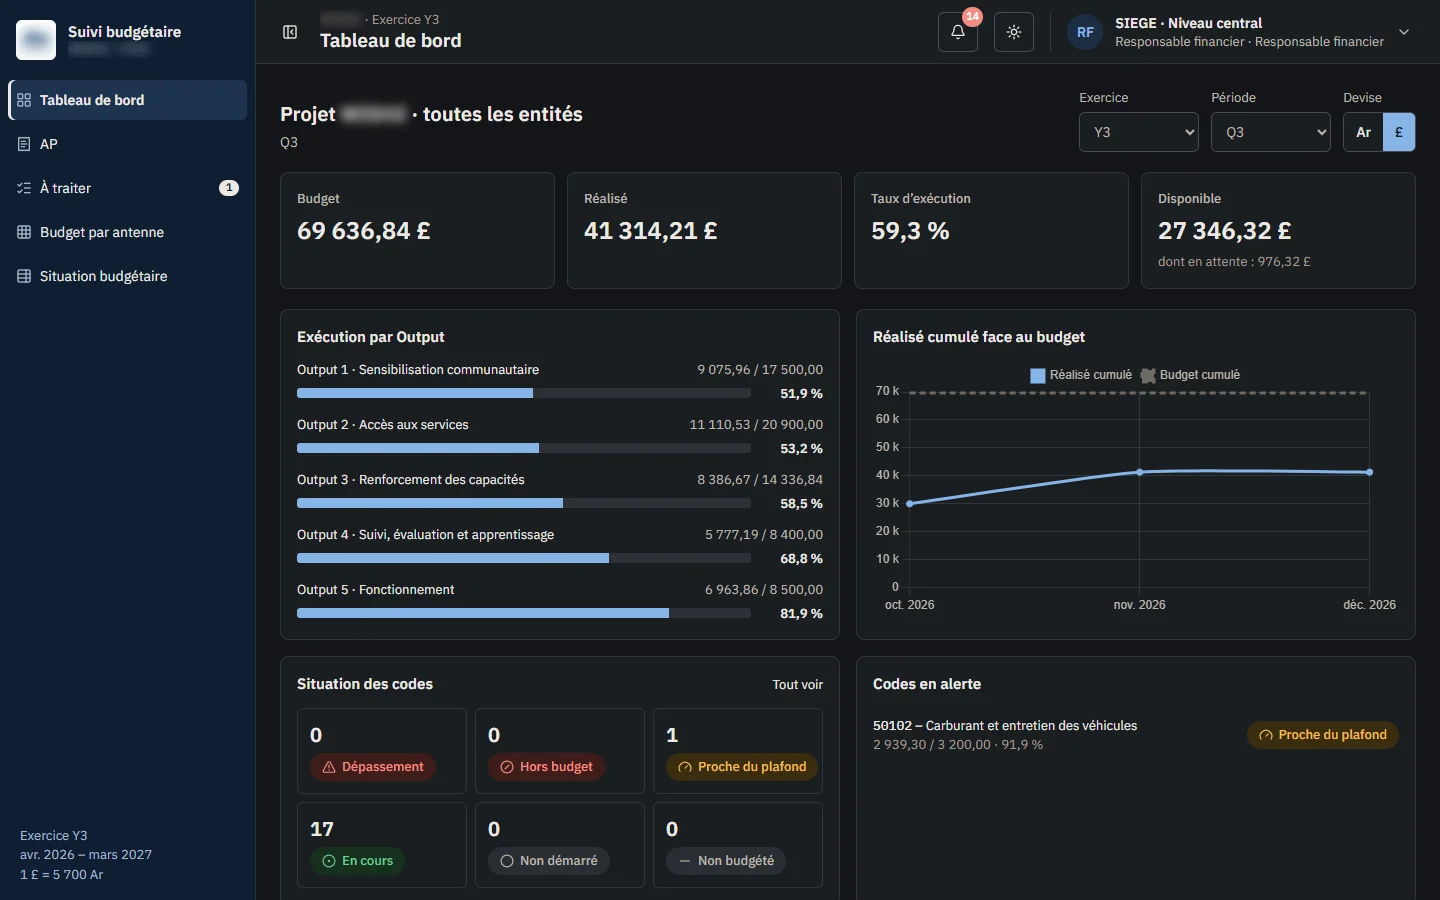 Suivi budgétaire
Tableau de bord
AP
À traiter 1
Budget par antenne
Situation budgétaire
Exercice Y3
avr. 2026 – mars 2027
1 £ = 5 700 Ar
· Exercice Y3
Tableau de bord
14
RF
SIEGE · Niveau central
Responsable financier · Responsable financier
Projet · toutes les entités
Q3
Exercice
Y3
Période
Q3
Devise
Ar £
Budget
69 636,84 £
Réalisé
41 314,21 £
Taux d’exécution
59,3 %
Disponible
27 346,32 £
dont en attente : 976,32 £
Exécution par Output
Output 1 · Sensibilisation communautaire 9 075,96 / 17 500,00
51,9 %
Output 2 · Accès aux services 11 110,53 / 20 900,00
53,2 %
Output 3 · Renforcement des capacités 8 386,67 / 14 336,84
58,5 %
Output 4 · Suivi, évaluation et apprentissage 5 777,19 / 8 400,00
68,8 %
Output 5 · Fonctionnement 6 963,86 / 8 500,00
81,9 %
Réalisé cumulé face au budget
Réalisé cumulé Budget cumulé
70 k
60 k
50 k
40 k
30 k
20 k
10 k
0
oct. 2026 nov. 2026 déc. 2026
Situation des codes Tout voir
0
Dépassement
0
Hors budget
1
Proche du plafond
17
En cours
0
Non démarré
0
Non budgété
Codes en alerte
50102 – Carburant et entretien des véhicules
2 939,30 / 3 200,00 · 91,9 %
Proche du plafond